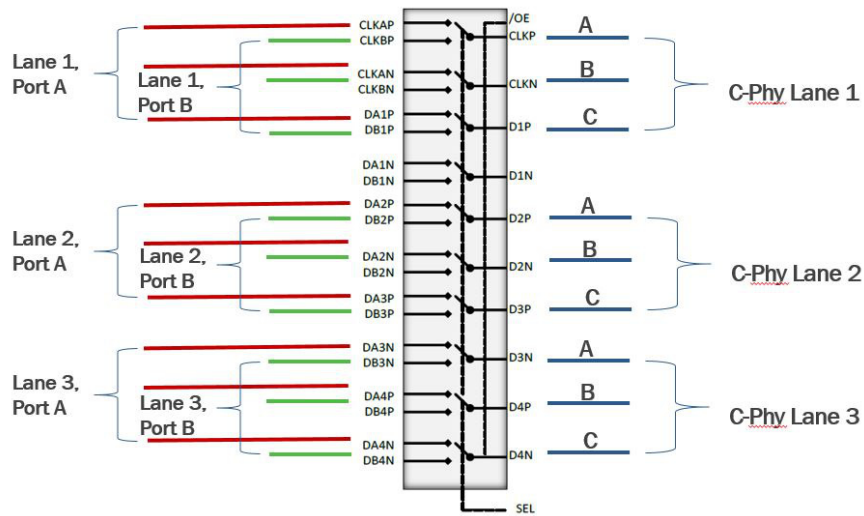 /OE
CLKAP
CLKBP
CLKP
A
Lane 1,
Port A
Lane 1,
Port B
CLKAN
CLKBN
CLKN
B
C-Phy Lane 1
DA1P
DB1P
D1P
C
DA1N
DB1N
D1N
DA2P
DB2P
D2P
A
Lane 2,
Port A
Lane 2,
Port B
DA2N
DB2N
D2N
B
C-Phy Lane 2
DA3P
DB3P
D3P
C
DA3N
DB3N
D3N
A
Lane 3,
Port A
Lane 3,
Port B
DA4P
DB4P
D4P
B
C-Phy Lane 3
DA4N
DB4N
D4N
C
SEL